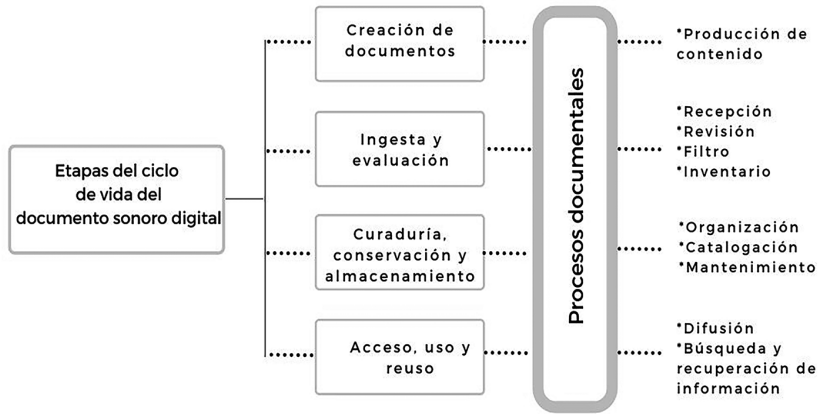 Etapas del ciclo
de vida del
documento sonoro digital
Creación de
documentos
Ingesta y
evaluación
Curaduría,
conservación y
almacenamiento
Acceso, uso y
reuso
Procesos documentales
*Producción de
contenido
*Recepción
*Revisión
*Filtro
*Inventario
*Organización
*Catalogación
*Mantenimiento
*Difusión
*Búsqueda y
recuperación de
información